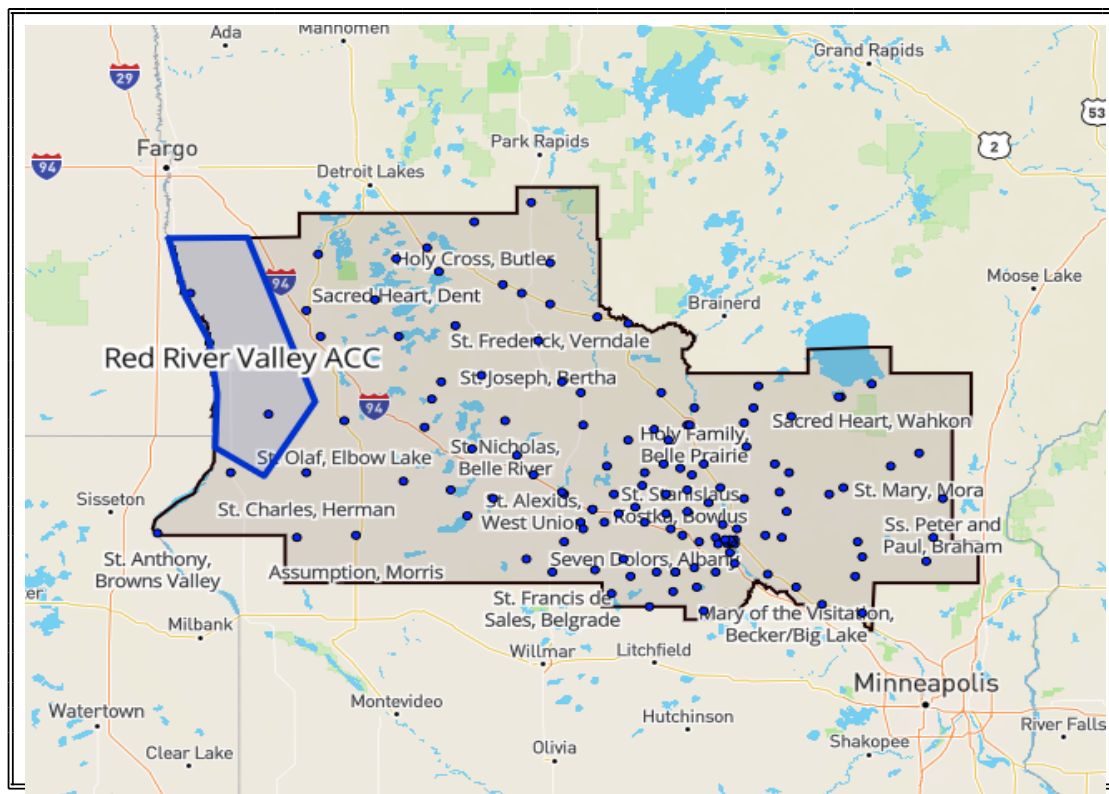 Ada
Mahnomen
Grand Rapids
29
53
Fargo
Park Rapids
2
94
Detroit Lakes
Holy Cross, Butler
94
Moose Lake
Sacred Heart, Dent
Brainerd
St. Frederick, Verndale
Red River Valley ACC
St. Joseph, Bertha
94
Sacred Heart, Wahkon
Holy Family,
Belle Prairie
St. Nicholas,
Belle River
St. Olaf, Elbow Lake
Sisseton
St. Charles, Herman
St. Alexius,
West Union
St. Stanislaus
Kostka, Bowlus
St. Mary, Mora
Ss. Peter and
Paul, Braham
St. Anthony,
Browns Valley
Assumption, Morris
Seven Dolors, Albany
St. Francis de
Sales, Belgrade
Mary of the Visitation,
Becker/Big Lake
Milbank
Willmar
Litchfield
Minneapolis
Watertown
Montevideo
Hutchinson
River Falls
Clear Lake
Olivia
Shakopee